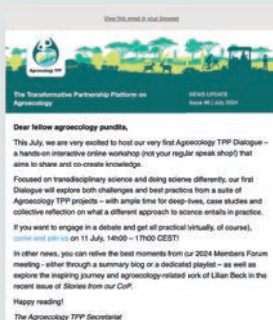 View this email in your browser
Agroecology TPP
The Transformative Partnership Platform on
Agroecology
NEWS UPDATE
Issue #6 | July 2024
Dear fellow agroecology pundits,
This July, we are very excited to host our very first Agroecology TPP Dialogue –
a hands-on interactive online workshop (not your regular speak shop!) that
aims to share and co-create knowledge.
Focused on transdisciplinary science and doing science differently, our first
Dialogue will explore both challenges and best practices from a suite of
Agroecology TPP projects – with ample time for deep-dives, case studies and
collective reflection on what a different approach to science entails in practice.
If you want to engage in a debate and get all practical (virtually, of course),
come and join us on 11 July, 14h00 – 17h00 CEST!
In other news, you can relive the best moments from our 2024 Members Forum
meeting - either through a summary blog or a dedicated playlist – as well as
explore the inspiring journey and agroecology-related work of Lilian Beck in the
recent issue of Stories from our CoP.
Happy reading!
The Agroecology TPP Secretariat